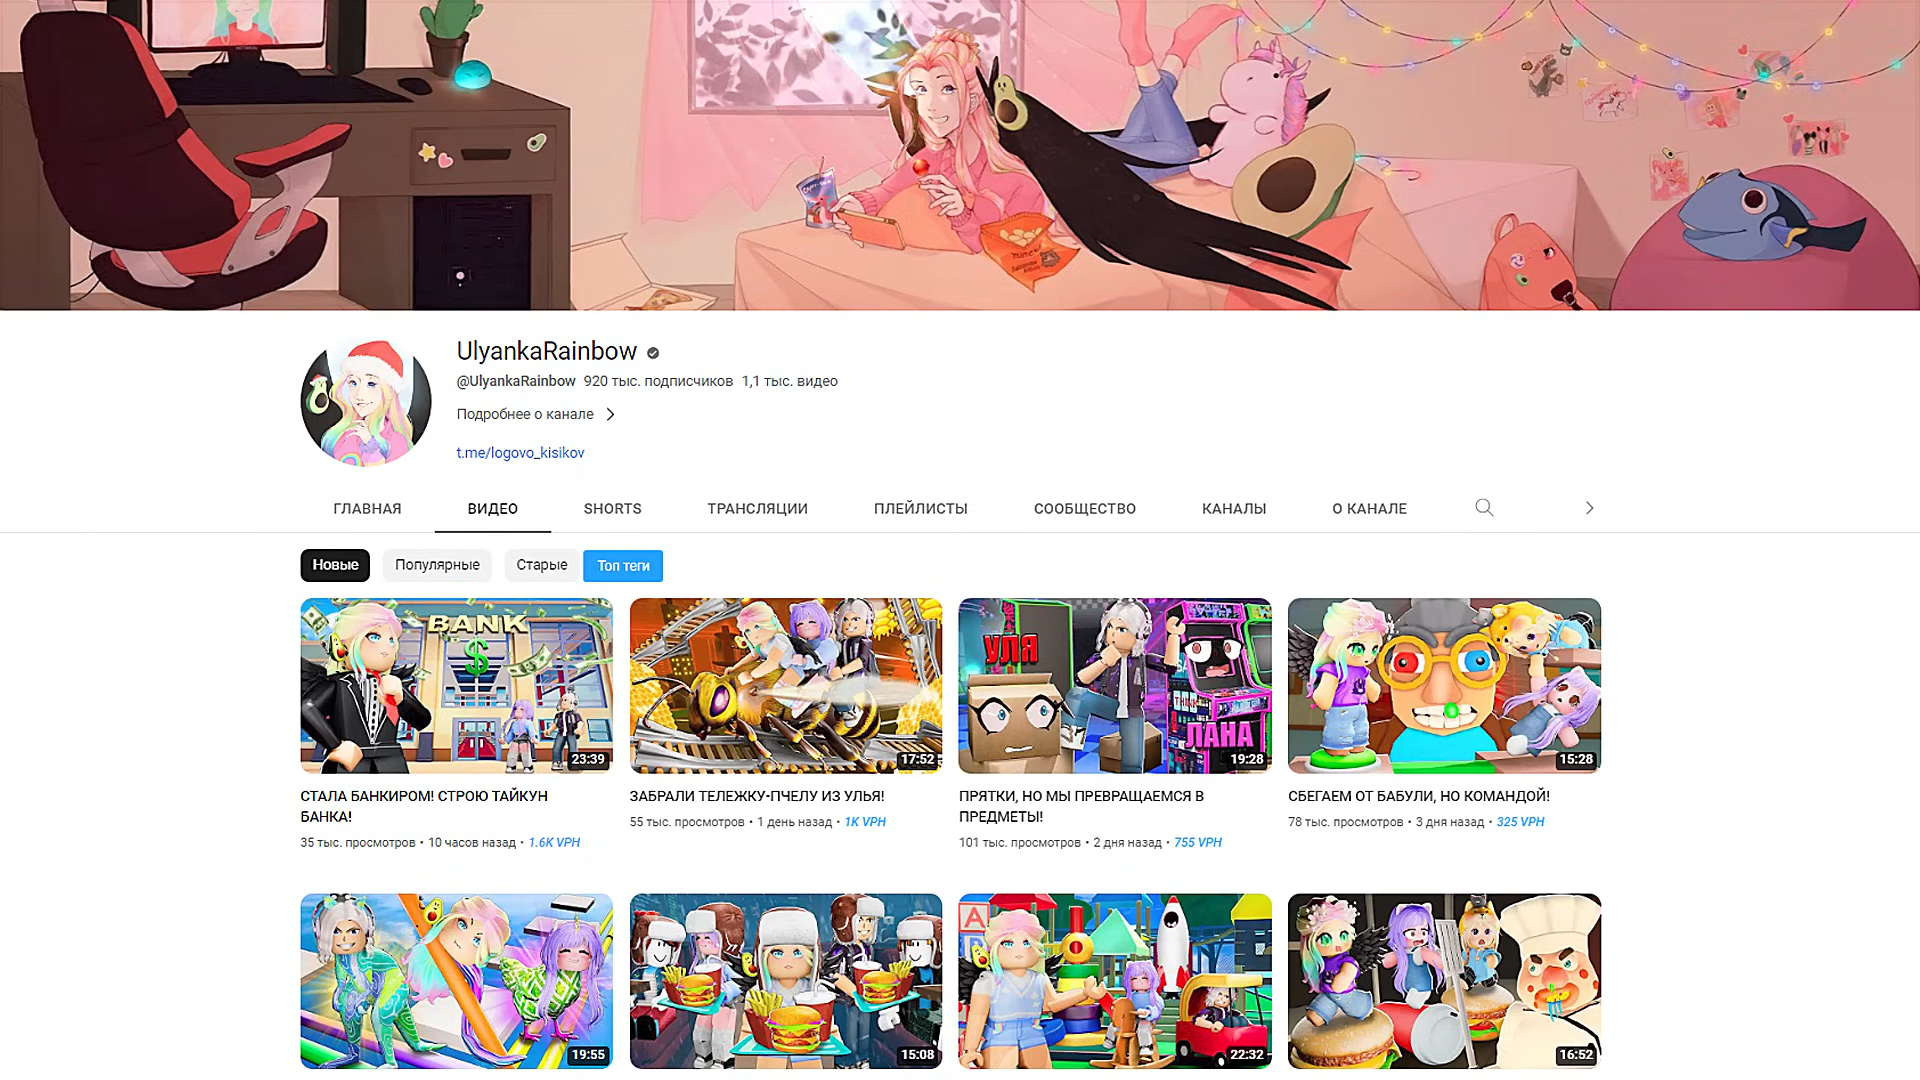 UlyankaRainbow
@UlyankaRainbow 920 тыс. подписчиков 1,1 тыс. видео
Подробнее о канале
t.me/logovo_kisikov
ГЛАВНАЯ ВИДЕО SHORTS ТРАНСЛЯЦИИ ПЛЕЙЛИСТЫ СООБЩЕСТВО КАНАЛЫ О КАНАЛЕ
Новые Популярные Старые Топ теги
BANK
$
23:39
17:52
УЛЯ
ЛАНА
19:28
15:28
СТАЛА БАНКИРОМ! СТРОЮ ТАЙКУН
БАНКА!
35 тыс. просмотров • 10 часов назад • 1.6K VPH
ЗАБРАЛИ ТЕЛЕЖКУ-ПЧЕЛУ ИЗ УЛЬЯ!
55 тыс. просмотров • 1 день назад • 1K VPH
ПРЯТКИ, НО МЫ ПРЕВРАЩАЕМСЯ В
ПРЕДМЕТЫ!
101 тыс. просмотров • 2 дня назад • 755 VPH
СБЕГАЕМ ОТ БАБУЛИ, НО КОМАНДОЙ!
78 тыс. просмотров • 3 дня назад • 325 VPH
19:55
15:08
A
22:32
16:52